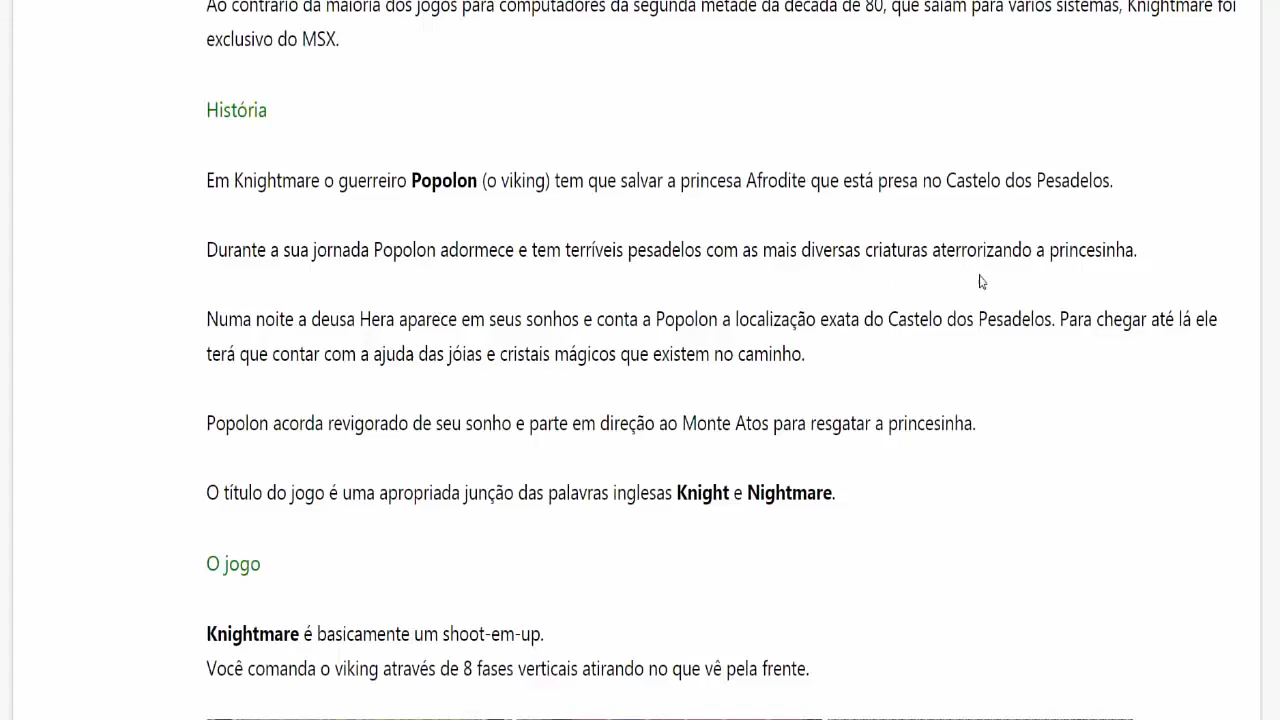 Ao contrário da maioria dos jogos para computadores da segunda metade da década de 80, que saíam para vários sistemas, Knightmare foi
exclusivo do MSX.
História
Em Knightmare o guerreiro Popolon (o viking) tem que salvar a princesa Afrodite que está presa no Castelo dos Pesadelos.
Durante a sua jornada Popolon adormece e tem terríveis pesadelos com as mais diversas criaturas aterrorizando a princesinha.
Numa noite a deusa Hera aparece em seus sonhos e conta a Popolon a localização exata do Castelo dos Pesadelos. Para chegar até lá ele
terá que contar com a ajuda das jóias e cristais mágicos que existem no caminho.
Popolon acorda revigorado de seu sonho e parte em direção ao Monte Atos para resgatar a princesinha.
O título do jogo é uma apropriada junção das palavras inglesas Knight e Nightmare.
O jogo
Knightmare é basicamente um shoot-em-up.
Você comanda o viking através de 8 fases verticais atirando no que vê pela frente.